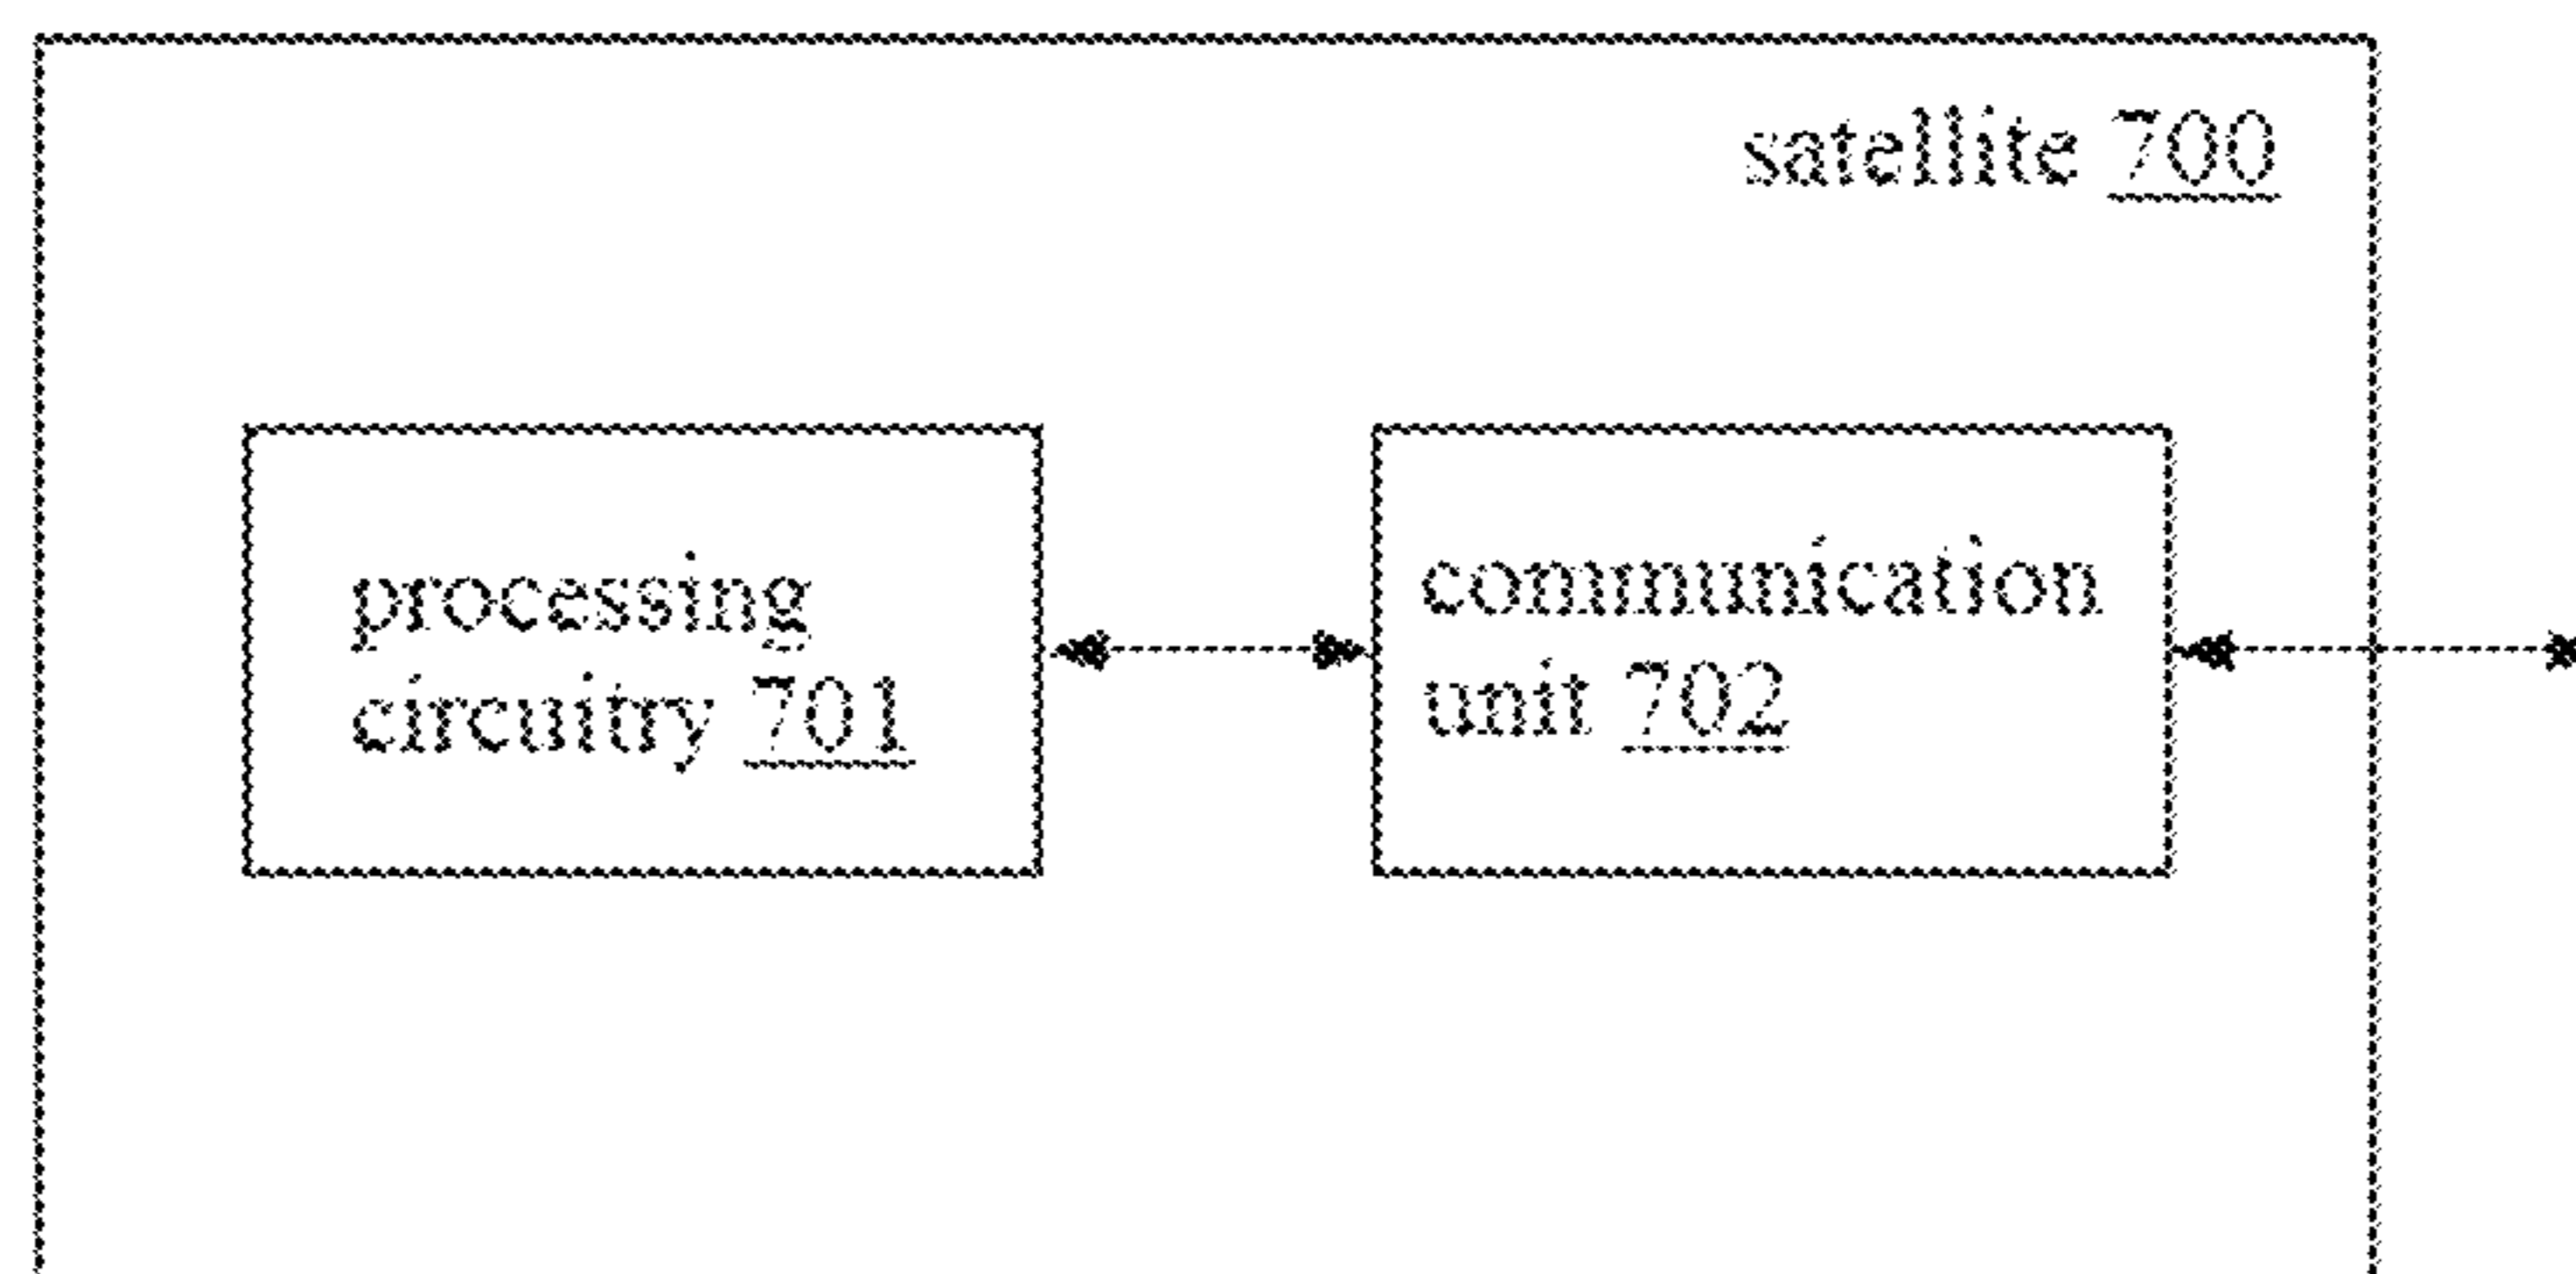 satellite 700
processing
circuitry 701
communication
unit 702